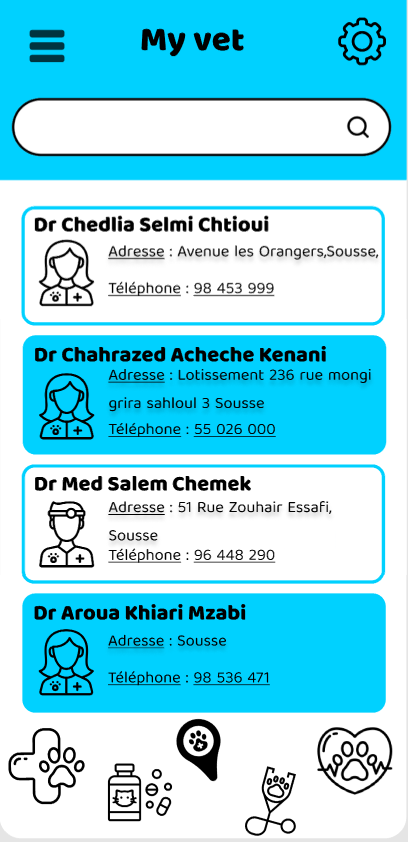 My vet
Dr Chedlia Selmi Chtioui
Adresse : Avenue les Orangers,Sousse,
Téléphone : 98 453 999
Dr Chahrazed Acheche Kenani
Adresse : Lotissement 236 rue mongi
grira sahloul 3 Sousse
Téléphone : 55 026 000
Dr Med Salem Chemek
Adresse : 51 Rue Zouhair Essafi,
Sousse
Téléphone : 96 448 290
Dr Aroua Khiari Mzabi
Adresse : Sousse
Téléphone : 98 536 471